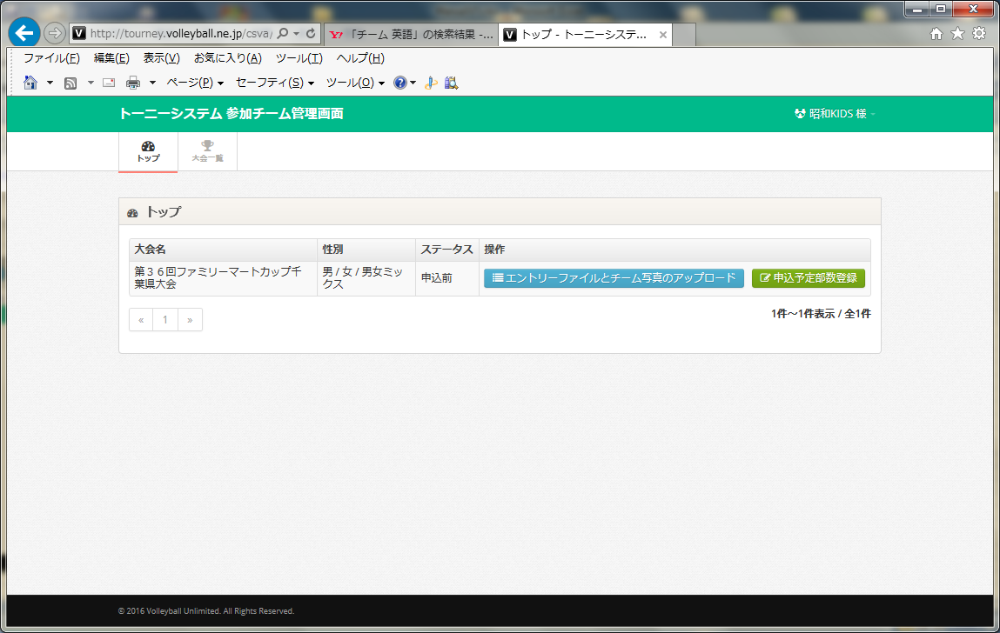 http://tourney.volleyball.ne.jp/csva/
「チーム 英語」の検索結果 -...
トップ - トーニーシステ...
ファイル(F) 編集(E) 表示(V) お気に入り(A) ツール(T) ヘルプ(H)
ページ(P) セーフティ(S) ツール(O)
トーニーシステム 参加チーム管理画面
昭和KIDS 様
トップ
大会一覧
トップ
大会名 性別 ステータス 操作
第３６回ファミリーマートカップ千
葉県大会
男 / 女 / 男女ミッ
クス
申込前
エントリーファイルとチーム写真のアップロード
申込予定部数登録
« 1 »
1件～1件表示 / 全1件
© 2016 Volleyball Unlimited. All Rights Reserved.